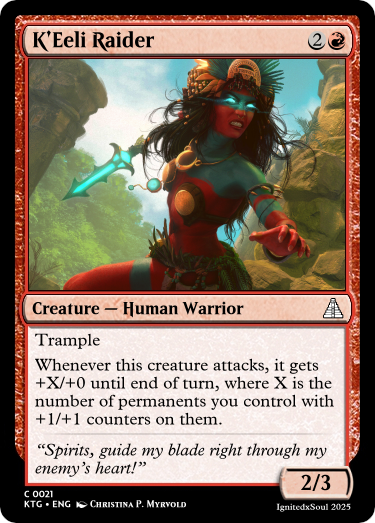 K'Eeli Raider 2
Creature — Human Warrior
Trample
Whenever this creature attacks, it gets
+X/+0 until end of turn, where X is the
number of permanents you control with
+1/+1 counters on them.
“Spirits, guide my blade right through my
enemy's heart!”
2/3
C 0021
KTG • ENG Christina P. Myrvold
IgnitedxSoul 2025